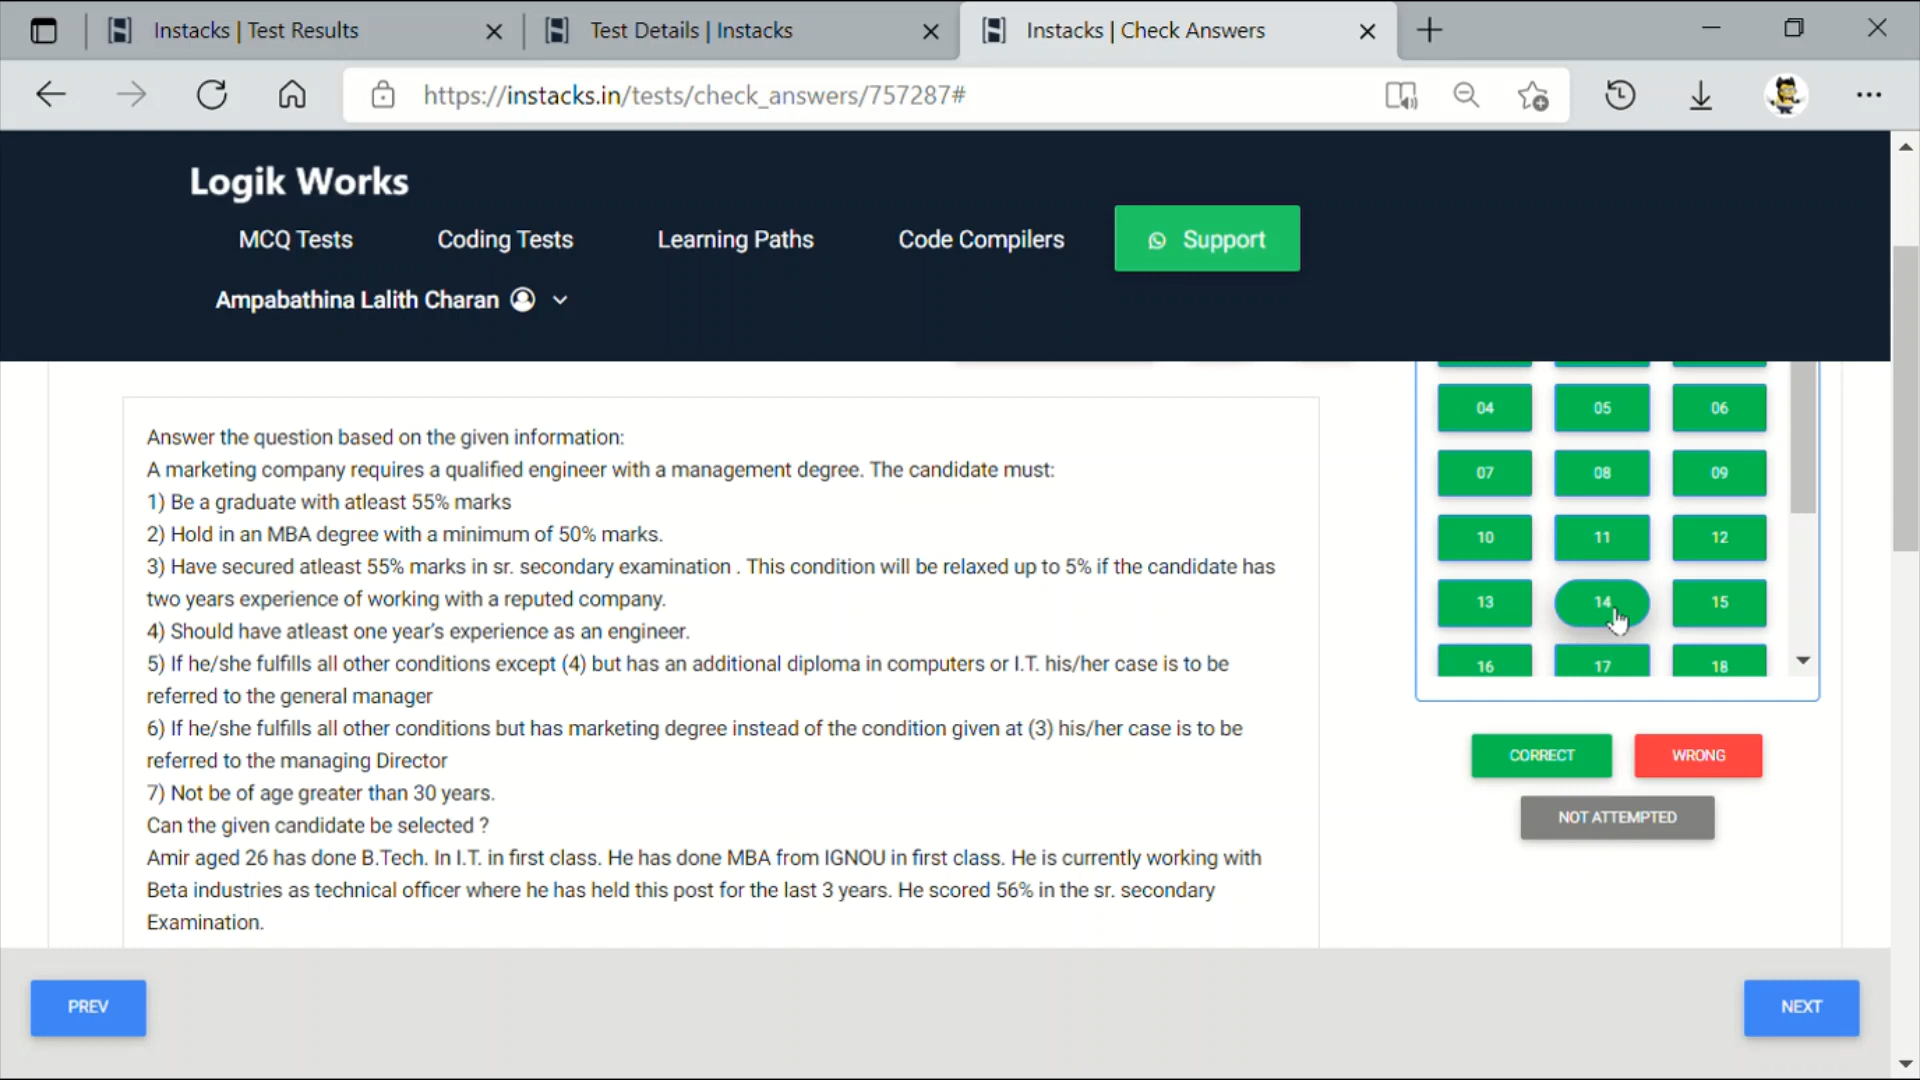 Instacks | Test Results
Test Details | Instacks
Instacks | Check Answers
https://instacks.in/tests/check_answers/757287#
Logik Works
MCQ Tests
Coding Tests
Learning Paths
Code Compilers
Support
Ampabathina Lalith Charan
Answer the question based on the given information:
A marketing company requires a qualified engineer with a management degree. The candidate must:
1) Be a graduate with atleast 55% marks
2) Hold in an MBA degree with a minimum of 50% marks.
3) Have secured atleast 55% marks in sr. secondary examination . This condition will be relaxed up to 5% if the candidate has
two years experience of working with a reputed company.
4) Should have atleast one year's experience as an engineer.
5) If he/she fulfills all other conditions except (4) but has an additional diploma in computers or I.T. his/her case is to be
referred to the general manager
6) If he/she fulfills all other conditions but has marketing degree instead of the condition given at (3) his/her case is to be
referred to the managing Director
7) Not be of age greater than 30 years.
Can the given candidate be selected ?
Amir aged 26 has done B.Tech. In I.T. in first class. He has done MBA from IGNOU in first class. He is currently working with
Beta industries as technical officer where he has held this post for the last 3 years. He scored 56% in the sr. secondary
Examination.
04 05 06
07 08 09
10 11 12
13 14 15
16 17 18
CORRECT
WRONG
NOT ATTEMPTED
PREV
NEXT